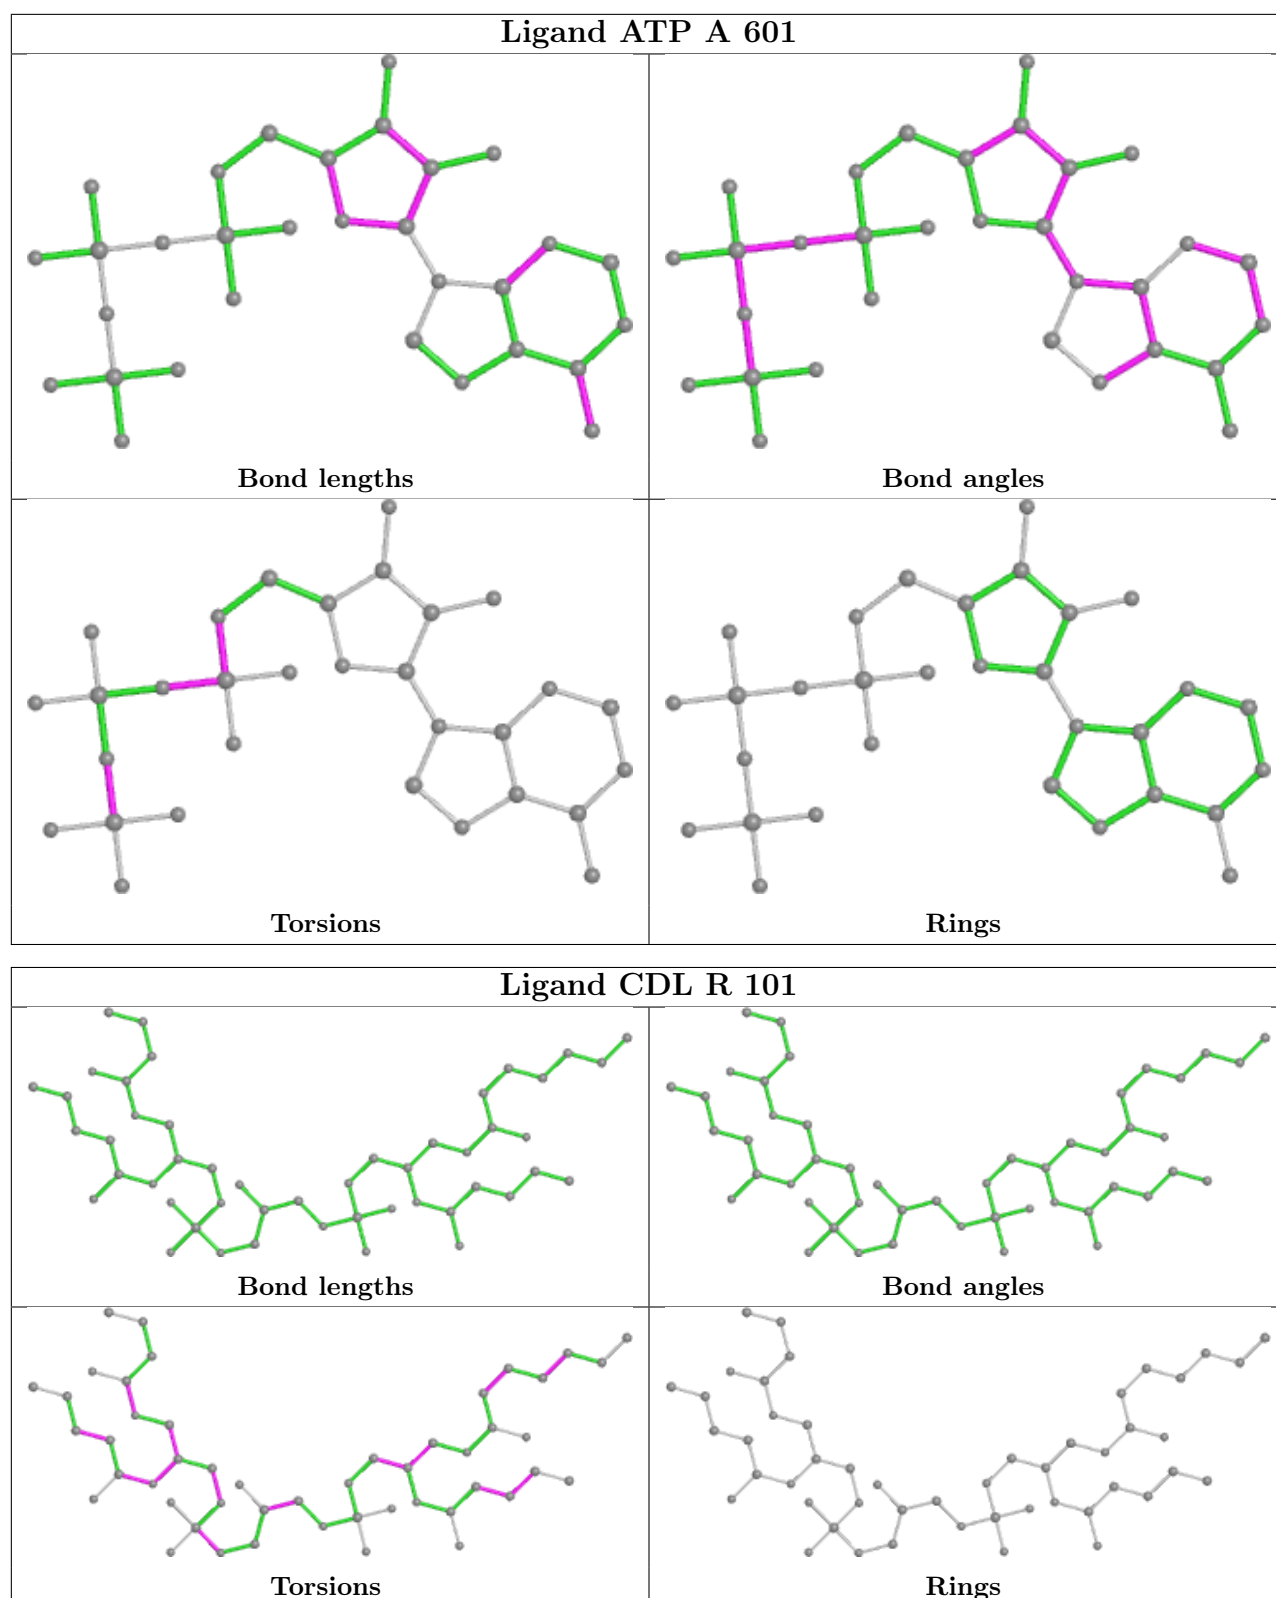 Ligand ATP A 601
Bond lengths
Bond angles
Torsions
Rings
Ligand CDL R 101
Bond lengths
Bond angles
Torsions
Rings